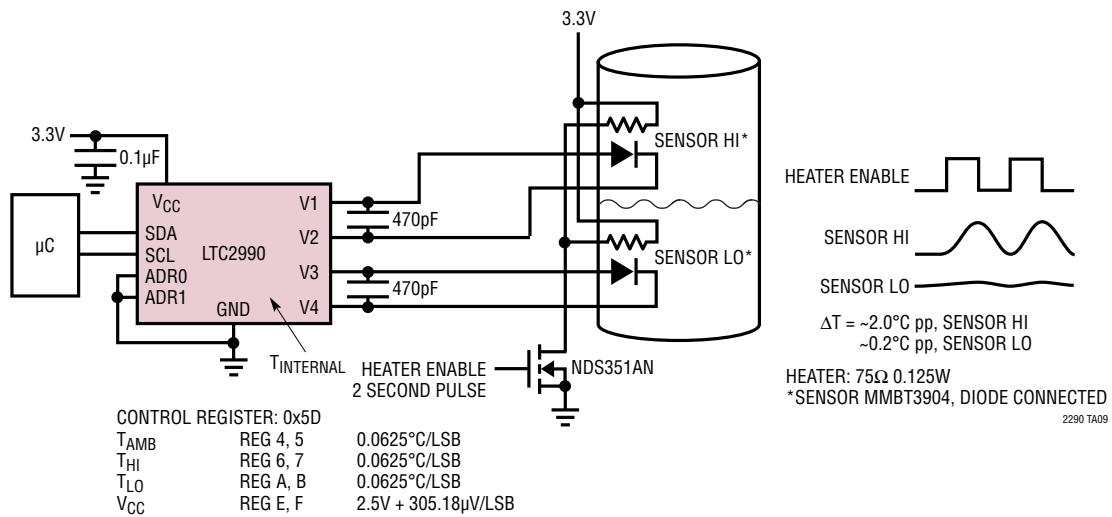 3.3V
3.3V
0.1µF
VCC
V1
470pF
SENSOR HI*
HEATER ENABLE
µC
SDA
LTC2990
V2
SCL
SENSOR HI
ADR0
V3
SENSOR LO*
ADR1
470pF
SENSOR LO
GND
V4
ΔT = ~2.0°C pp, SENSOR HI
~0.2°C pp, SENSOR LO
TINTERNAL
HEATER ENABLE
2 SECOND PULSE
NDS351AN
HEATER: 75Ω 0.125W
*SENSOR MMBT3904, DIODE CONNECTED
2290 TA09
CONTROL REGISTER: 0x5D
TAMB REG 4, 5 0.0625°C/LSB
THI REG 6, 7 0.0625°C/LSB
TLO REG A, B 0.0625°C/LSB
VCC REG E, F 2.5V + 305.18µV/LSB